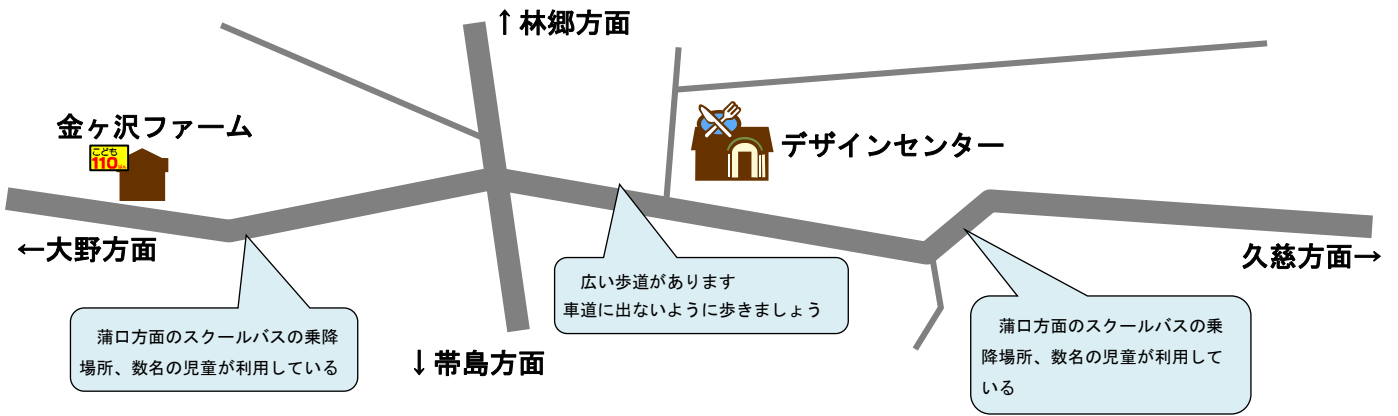 ↑林郷方面
金ヶ沢ファーム
こども
110
デザインセンター
←大野方面
久慈方面→
広い歩道があります
車道に出ないように歩きましょう
蒲口方面のスクールバスの乗降
場所、数名の児童が利用している
蒲口方面のスクールバスの乗
降場所、数名の児童が利用して
いる
↓帯島方面